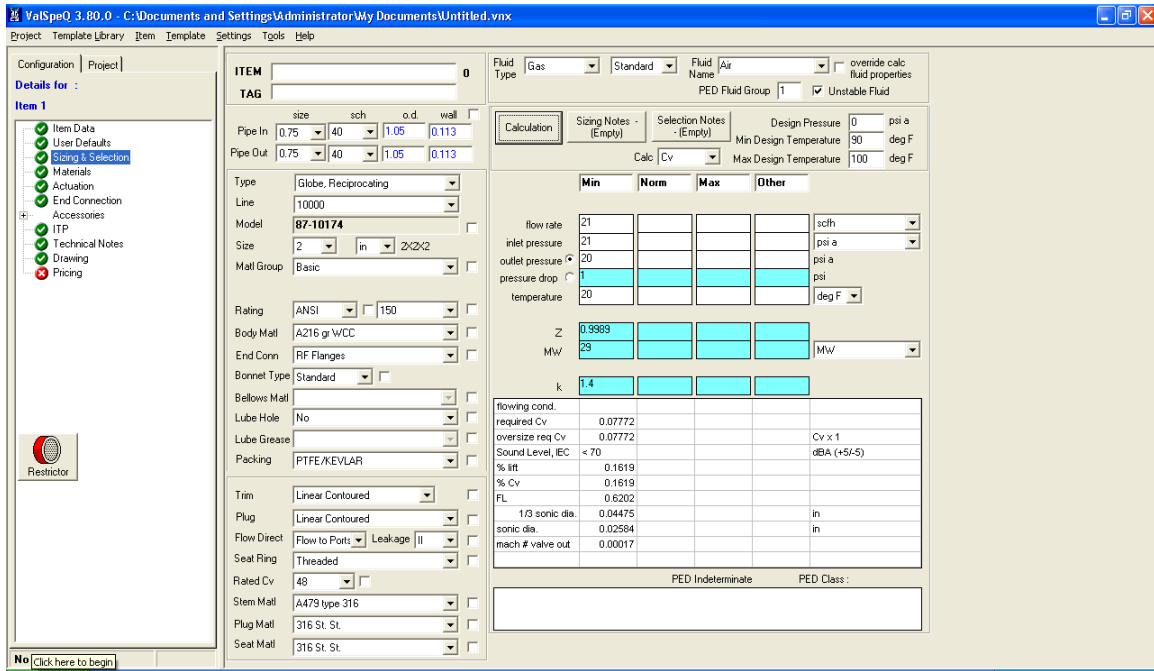 ValSpeQ 3.80.0 - C:\Documents and Settings\Administrator\My Documents\Untitled.vnx
Project Template Library Item Template Settings Tools Help
Configuration Project
Details for :
Item 1
Item Data
User Defaults
Sizing & Selection
Materials
Actuation
End Connection
Accessories
ITP
Technical Notes
Drawing
Pricing
Restrictor
No Click here to begin
ITEM 0
TAG
size sch o.d. wall
Pipe In 0.75 40 1.05 0.113
Pipe Out 0.75 40 1.05 0.113
Type Globe, Reciprocating
Line 10000
Model 87-10174
Size 2 in 2X2X2
Matl Group Basic
Rating ANSI 150
Body Matl A216 gr WCC
End Conn RF Flanges
Bonnet Type Standard
Bellows Matl
Lube Hole No
Lube Grease
Packing PTFE/KEVLAR
Trim Linear Contoured
Plug Linear Contoured
Flow Direct Flow to Ports Leakage II
Seat Ring Threaded
Rated Cv 48
Stem Matl A479 type 316
Plug Matl 316 St. St.
Seat Matl 316 St. St.
Fluid Type Gas Standard Fluid Name Air override calc fluid properties
PED Fluid Group 1 Unstable Fluid
Calculation Sizing Notes - (Empty) Selection Notes - (Empty) Design Pressure 0 psi a
Min Design Temperature 90 deg F
Calc Cv Max Design Temperature 100 deg F
Min Norm Max Other
flow rate 21 scfh
inlet pressure 21 psi a
outlet pressure 20 psi a
pressure drop 1 psi
temperature 20 deg F
Z 0.9989
MW 29 MW
k 1.4
flowing cond.
required Cv 0.07772
oversize req Cv 0.07772 Cv x 1
Sound Level, IEC < 70 dBA (+5/-5)
% lift 0.1619
% Cv 0.1619
FL 0.6202
1/3 sonic dia. 0.04475 in
sonic dia. 0.02584 in
mach # valve out 0.00017
PED Indeterminate PED Class :